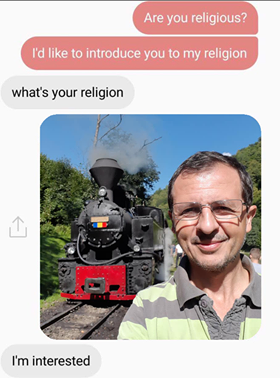 Are you religious?
I'd like to introduce you to my religion
what's your religion
I'm interested